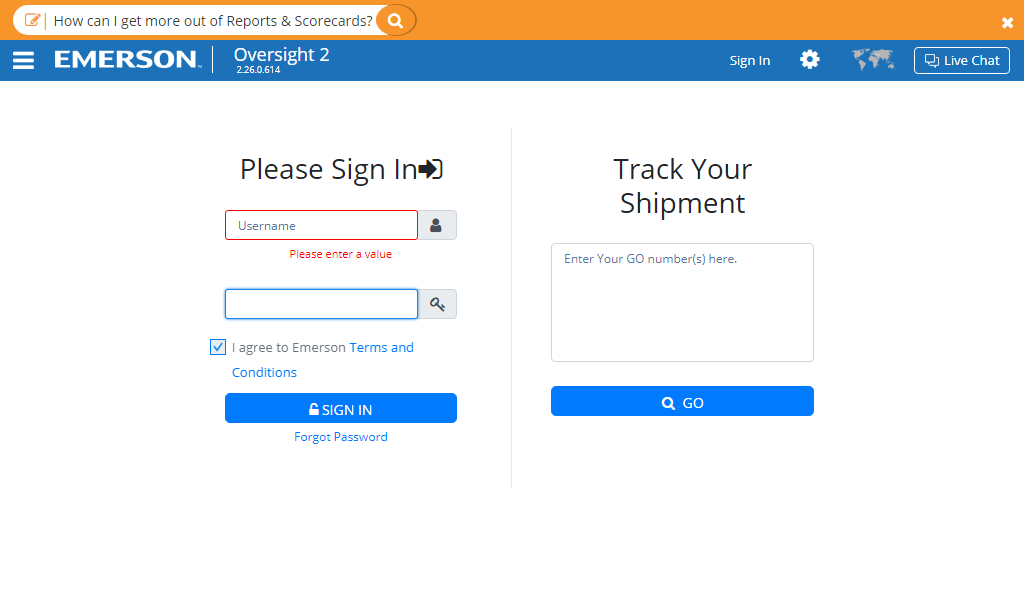 How can I get more out of Reports & Scorecards?
EMERSON™
Oversight 2
2.26.0.614
Sign In
Live Chat
Please Sign In
Username
Please enter a value
I agree to Emerson Terms and
Conditions
SIGN IN
Forgot Password
Track Your
Shipment
Enter Your GO number(s) here.
GO